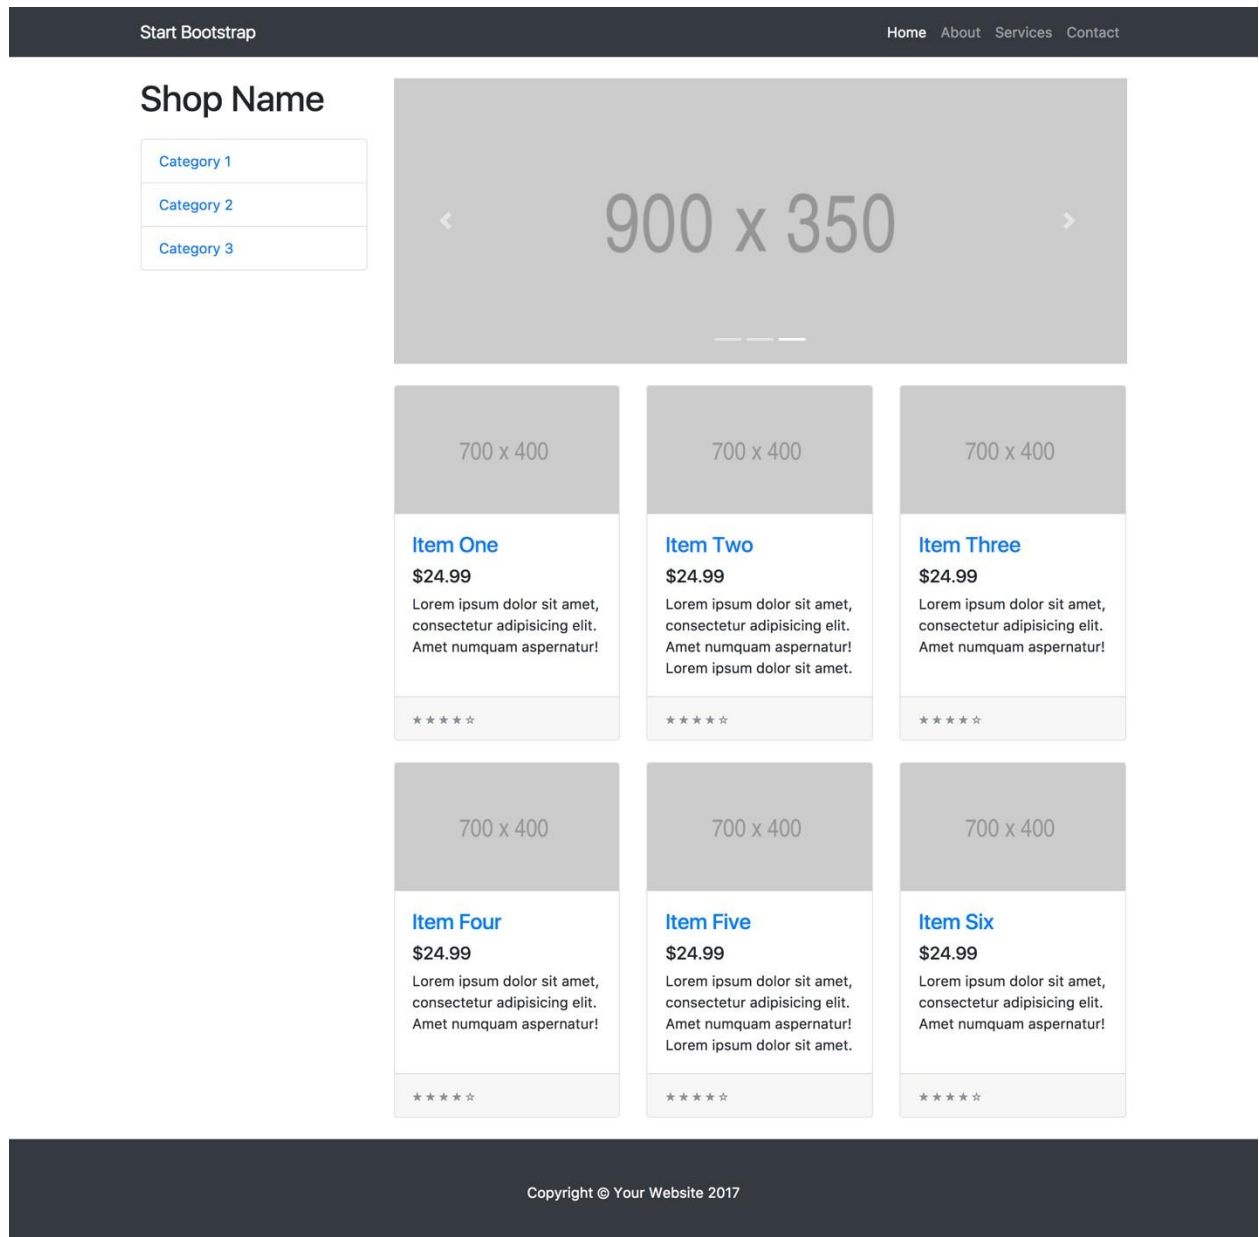 Start Bootstrap
Home About Services Contact
Shop Name
Category 1
Category 2
Category 3
900 x 350
700 x 400
Item One
$24.99
Lorem ipsum dolor sit amet,
consectetur adipisicing elit.
Amet numquam aspernatur!
★ ★ ★ ★ ☆
700 x 400
Item Two
$24.99
Lorem ipsum dolor sit amet,
consectetur adipisicing elit.
Amet numquam aspernatur!
Lorem ipsum dolor sit amet.
★ ★ ★ ★ ☆
700 x 400
Item Three
$24.99
Lorem ipsum dolor sit amet,
consectetur adipisicing elit.
Amet numquam aspernatur!
★ ★ ★ ★ ☆
700 x 400
Item Four
$24.99
Lorem ipsum dolor sit amet,
consectetur adipisicing elit.
Amet numquam aspernatur!
★ ★ ★ ★ ☆
700 x 400
Item Five
$24.99
Lorem ipsum dolor sit amet,
consectetur adipisicing elit.
Amet numquam aspernatur!
Lorem ipsum dolor sit amet.
★ ★ ★ ★ ☆
700 x 400
Item Six
$24.99
Lorem ipsum dolor sit amet,
consectetur adipisicing elit.
Amet numquam aspernatur!
★ ★ ★ ★ ☆
Copyright © Your Website 2017